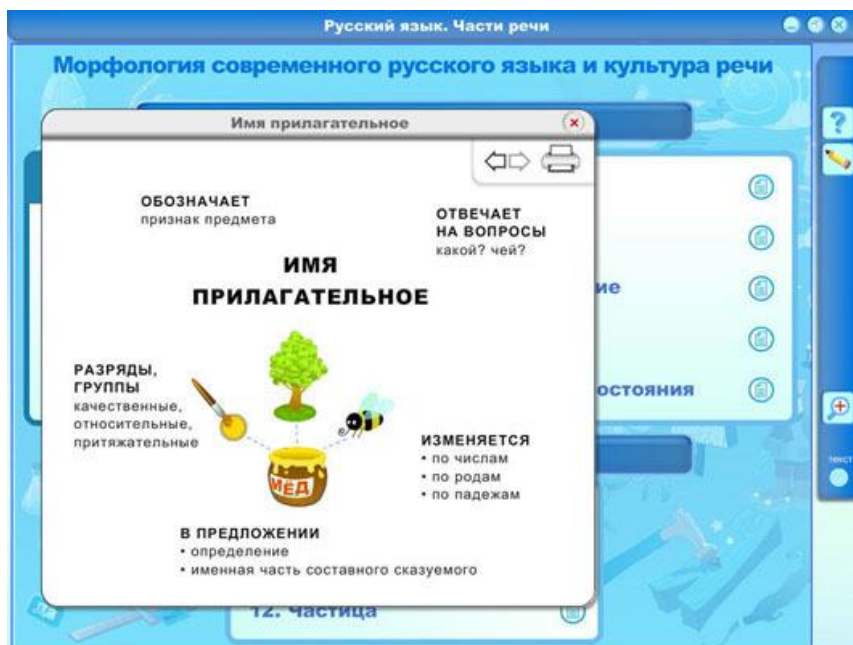 Русский язык. Части речи
Морфология современного русского языка и культура речи
Имя прилагательное
?
ОБОЗНАЧАЕТ
признак предмета
ОТВЕЧАЕТ
НА ВОПРОСЫ
какой? чей?
ИМЯ
ПРИЛАГАТЕЛЬНОЕ
ие
РАЗРЯДЫ,
ГРУППЫ
качественные,
относительные,
притяжательные
остояния
ИЗМЕНЯЕТСЯ
• по числам
• по родам
• по падежам
МЁД
текст
В ПРЕДЛОЖЕНИИ
• определение
• именная часть составного сказуемого
12. Частица